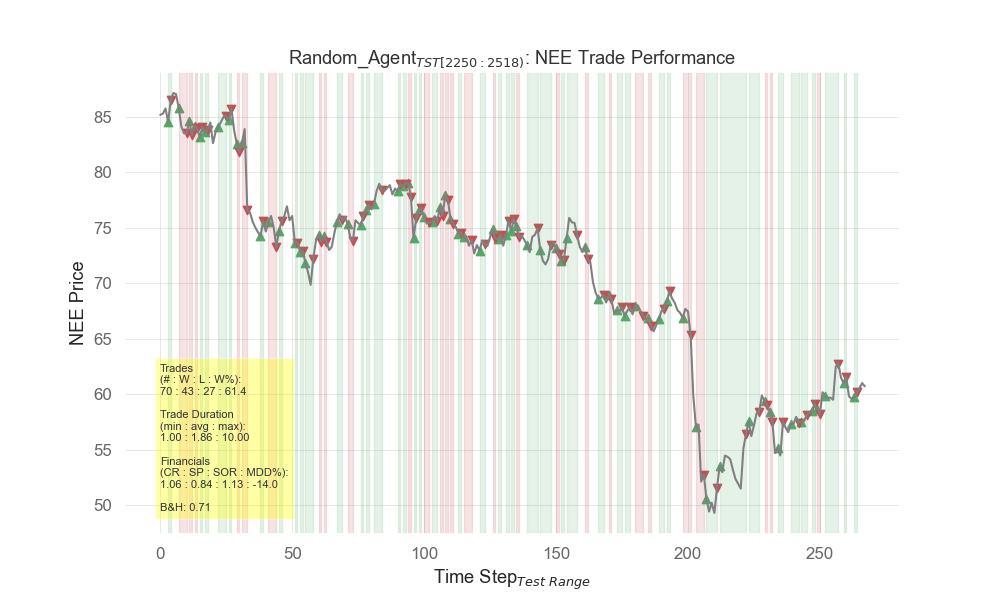 Random_Agent TST[2250 : 2518]: NEE Trade Performance
NEE Price
85
80
75
70
65
60
55
50
Trades
(# : W : L : W%):
70 : 43 : 27 : 61.4
Trade Duration
(min : avg : max):
1.00 : 1.86 : 10.00
Financials
(CR : SP : SOR : MDD%):
1.06 : 0.84 : 1.13 : -14.0
B&H: 0.71
0 50 100 150 200 250
Time Step Test Range